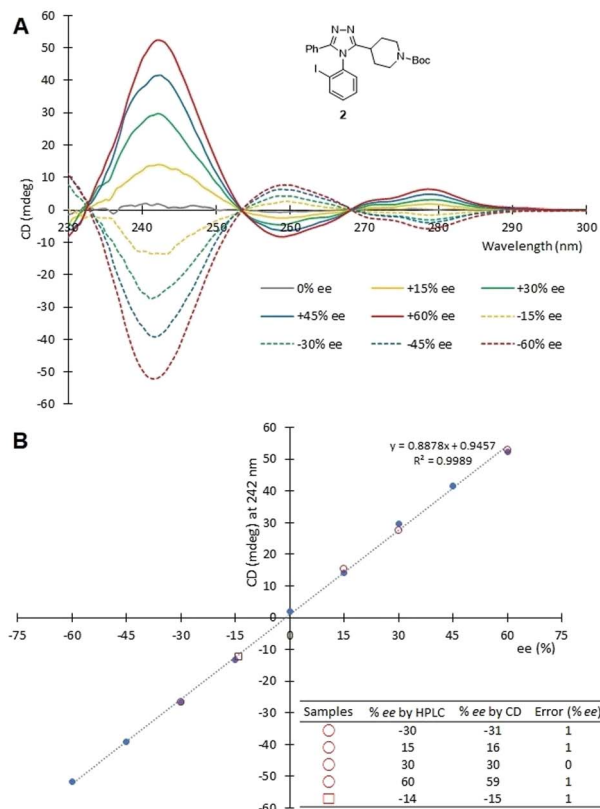 A
60
50
40
30
20
10
0
-10
-20
-30
-40
-50
-60
CD (mdeg)
230 240 250 260 270 280 290 300
Wavelength (nm)
N N
Ph
N
N
Boc
I
2
0% ee +15% ee +30% ee
+45% ee +60% ee -15% ee
-30% ee -45% ee -60% ee
B
60
50
40
30
20
10
0
-10
-20
-30
-40
-50
-60
CD (mdeg) at 242 nm
y = 0.8878x + 0.9457
R² = 0.9989
-75 -60 -45 -30 -15 0 15 30 45 60 75
ee (%)
Samples % ee by HPLC % ee by CD Error (% ee)
-30 -31 1
15 16 1
30 30 0
60 59 1
-14 -15 1